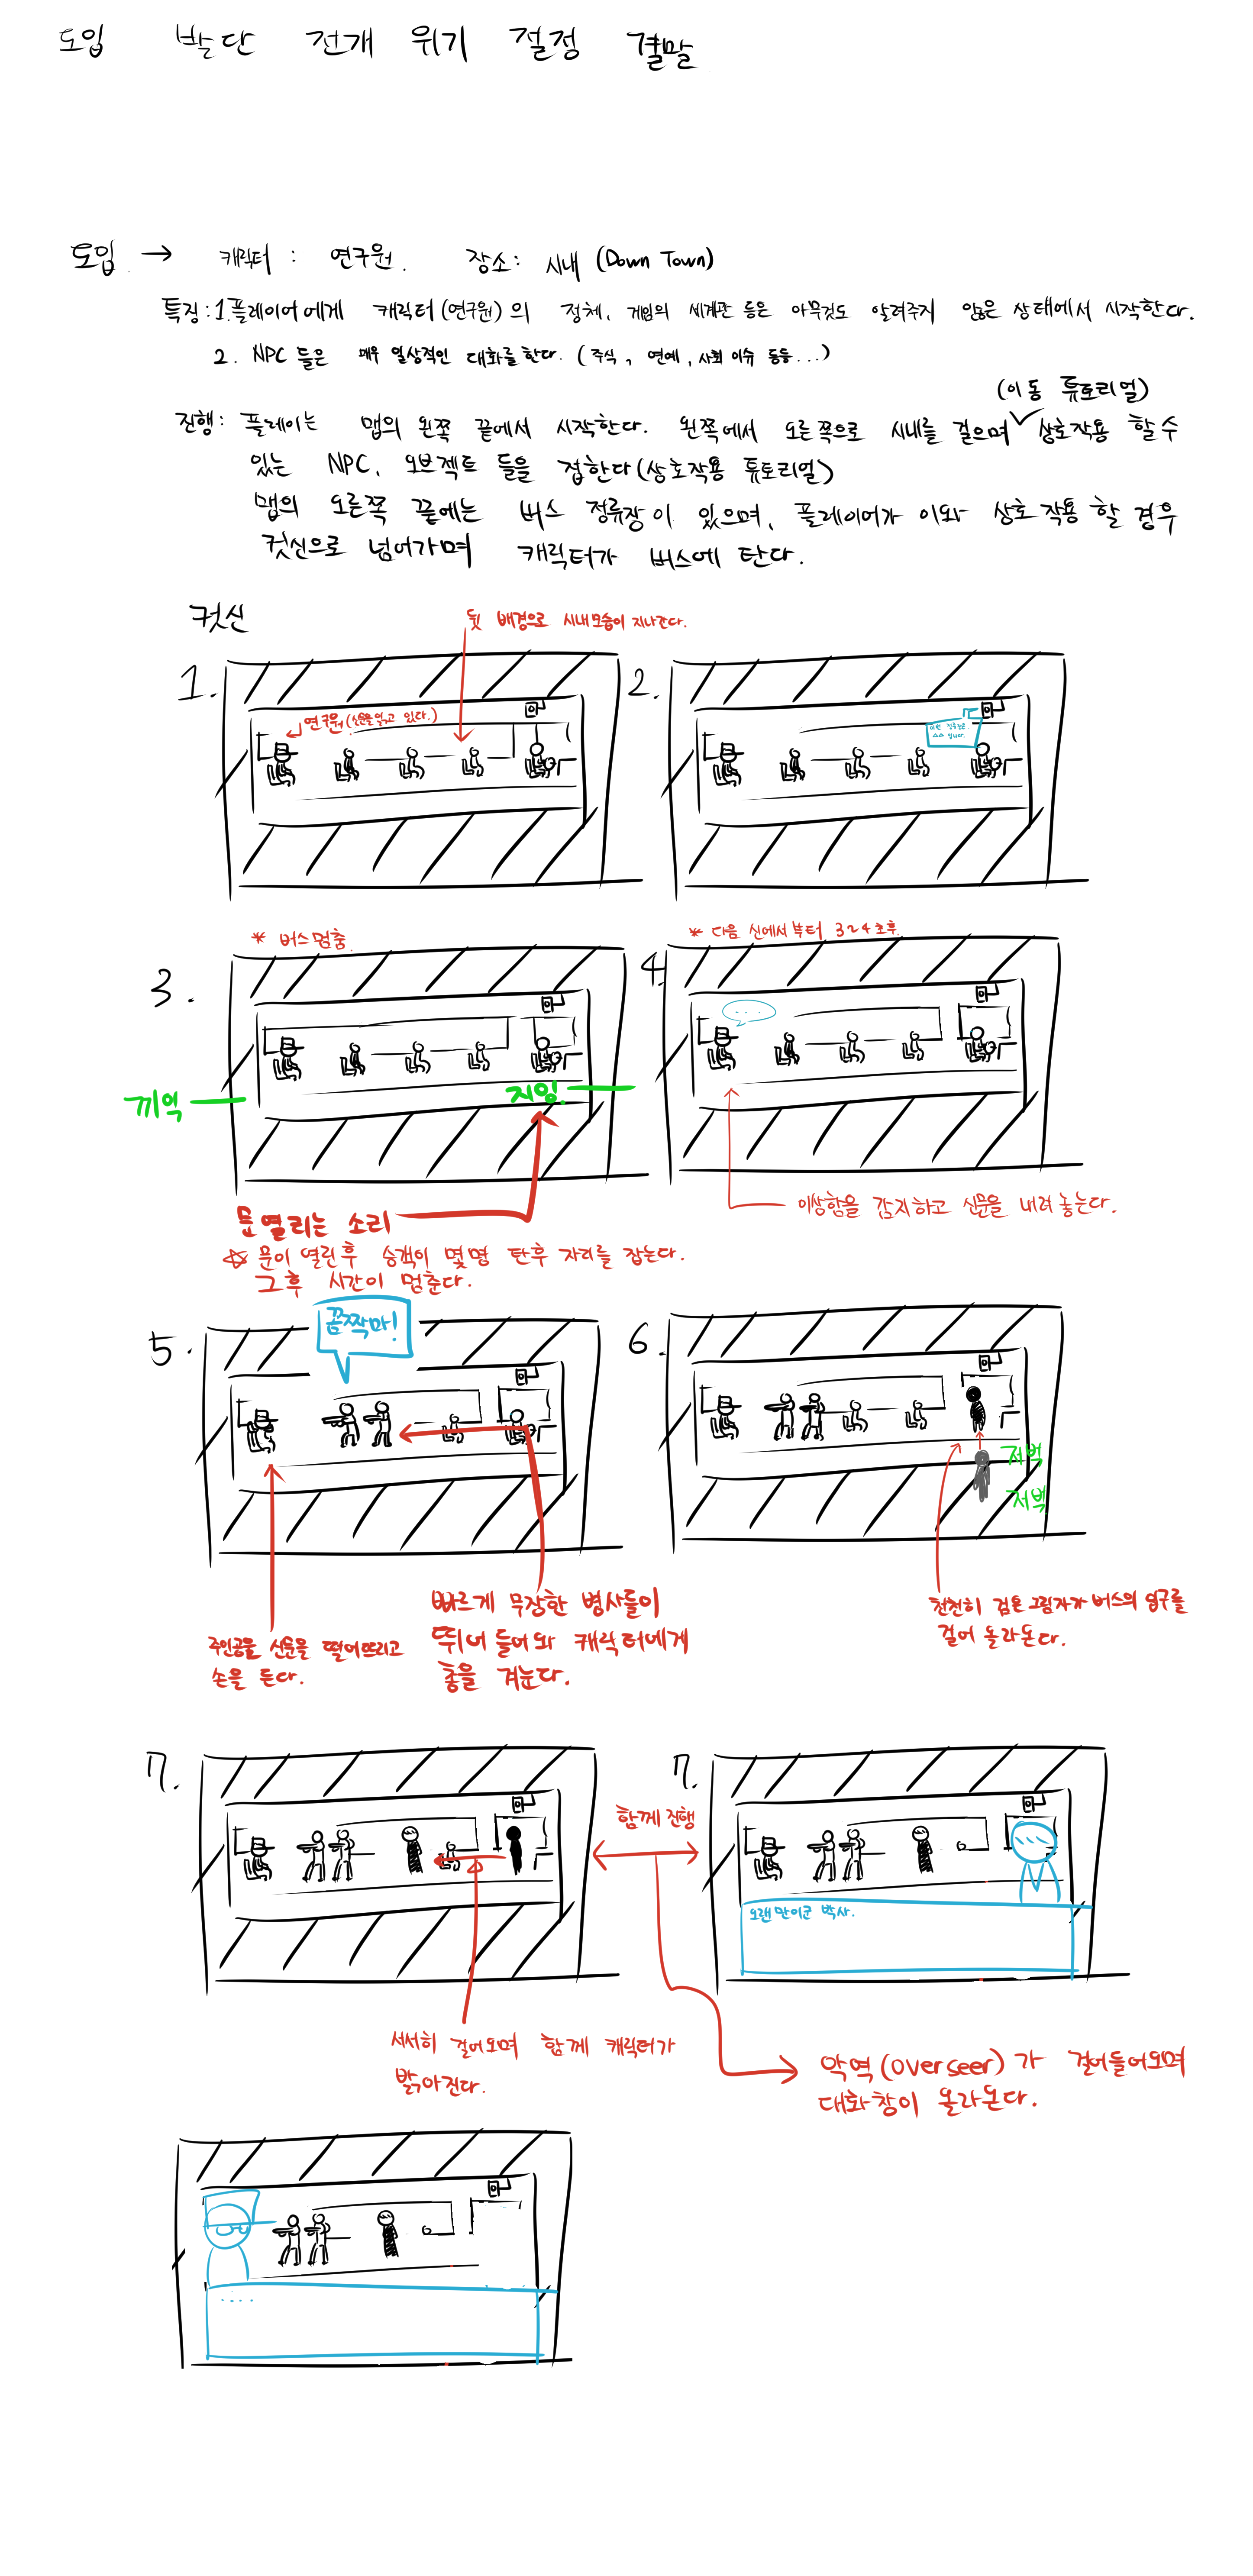 도입 발단 전개 위기 절정 결말
도입 → 캐릭터 : 연구원. 장소: 시내 (Down Town)
특징: 1. 플레이어에게 캐릭터(연구원)의 정체, 게임의 세계관 등은 아무것도 알려주지 않은 상태에서 시작한다.
2. NPC 들은 매우 일상적인 대화를 한다. (주식, 연예, 사회 이슈 등등...)
(이동 튜토리얼)
진행: 플레이는 맵의 왼쪽 끝에서 시작한다. 왼쪽에서 오른쪽으로 시내를 걸으며 상호작용 할 수
있는 NPC, 오브젝트 들을 접한다 (상호작용 튜토리얼)
맵의 오른쪽 끝에는 버스 정류장이 있으며, 플레이어가 이와 상호작용 할 경우
컷신으로 넘어가며 캐릭터가 버스에 탄다.
컷신
뒷 배경으로 시내모습이 지나간다.
1.
연구원(신문을 읽고 있다.)
2.
* 버스 멈춤
3.
끼익
지잉.
문 열리는 소리
☆ 문이 열린후 승객이 몇명 탄후 자리를 잡는다.
그후 시간이 멈춘다.
* 다음 신에서부터 3~4초후
4.
...
이상함을 감지하고 신문을 내려 놓는다.
5.
꼼짝마!
주인공을 신문을 떨어뜨리고
손을 든다.
빠르게 무장한 병사들이
뛰어 들어와 캐릭터에게
총을 겨눈다.
6.
저벅
저벅
천천히 검은 그림자가 버스의 입구를
걸어 올라온다.
7.
서서히 걸어오며 함께 캐릭터가
밝아진다.
함께 진행
7.
오랜만이군 박사.
악역(overseer)가 걸어들어오며
대화창이 올라온다.
....